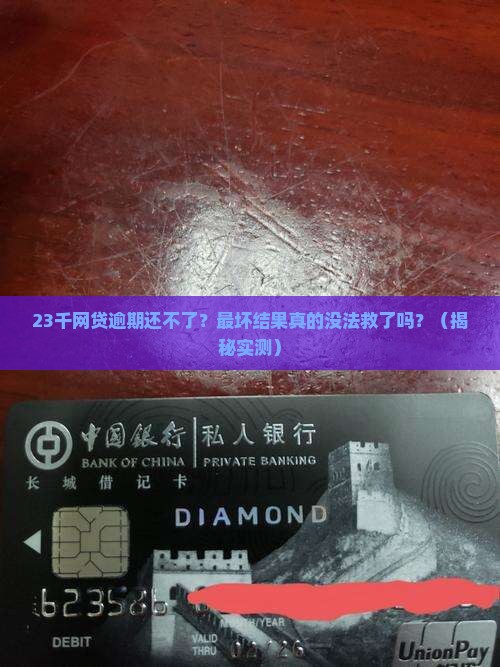 23千网贷逾期还不了？最坏结果真的没法救了吗？（揭
秘实测）
中国银行 私人银行
BANK OF CHINA PRIVATE BANKING
长城借记卡
DIAMOND
MONTH/YEAR
DEBIT VALID THRU
UnionPay